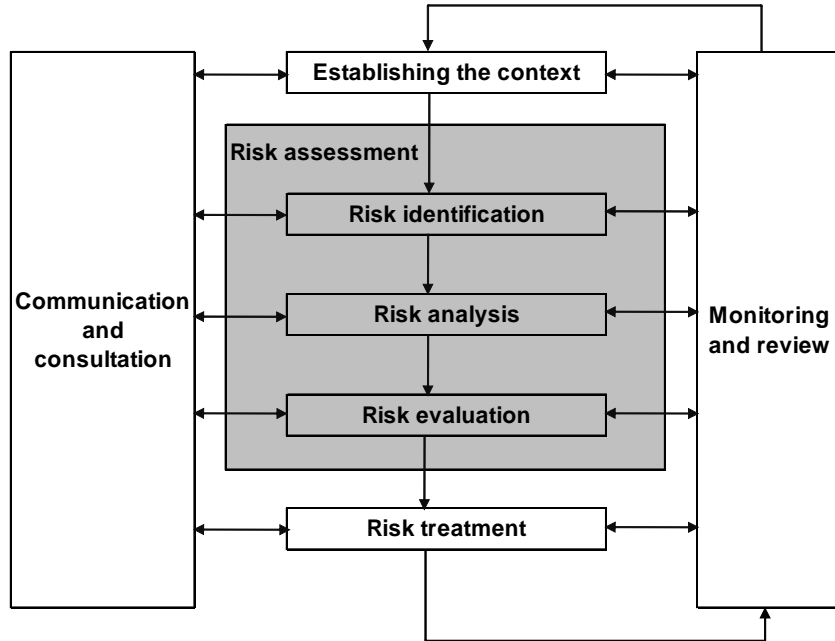 Establishing the context
Risk assessment
Risk identification
Communication
and
consultation
Risk analysis
Monitoring
and review
Risk evaluation
Risk treatment